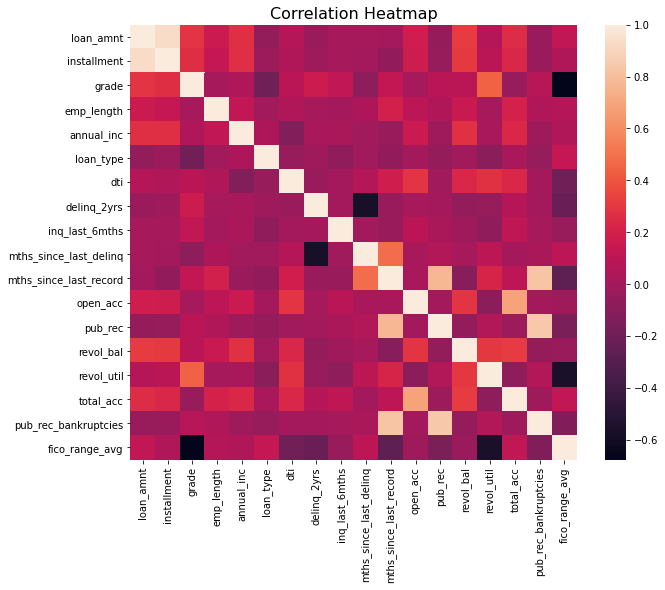 Correlation Heatmap
loan_amnt
installment
grade
emp_length
annual_inc
loan_type
dti
delinq_2yrs
inq_last_6mths
mths_since_last_delinq
mths_since_last_record
open_acc
pub_rec
revol_bal
revol_util
total_acc
pub_rec_bankruptcies
fico_range_avg
loan_amnt
installment
grade
emp_length
annual_inc
loan_type
dti
delinq_2yrs
inq_last_6mths
mths_since_last_delinq
mths_since_last_record
open_acc
pub_rec
revol_bal
revol_util
total_acc
pub_rec_bankruptcies
fico_range_avg
1.0
0.8
0.6
0.4
0.2
0.0
−0.2
−0.4
−0.6